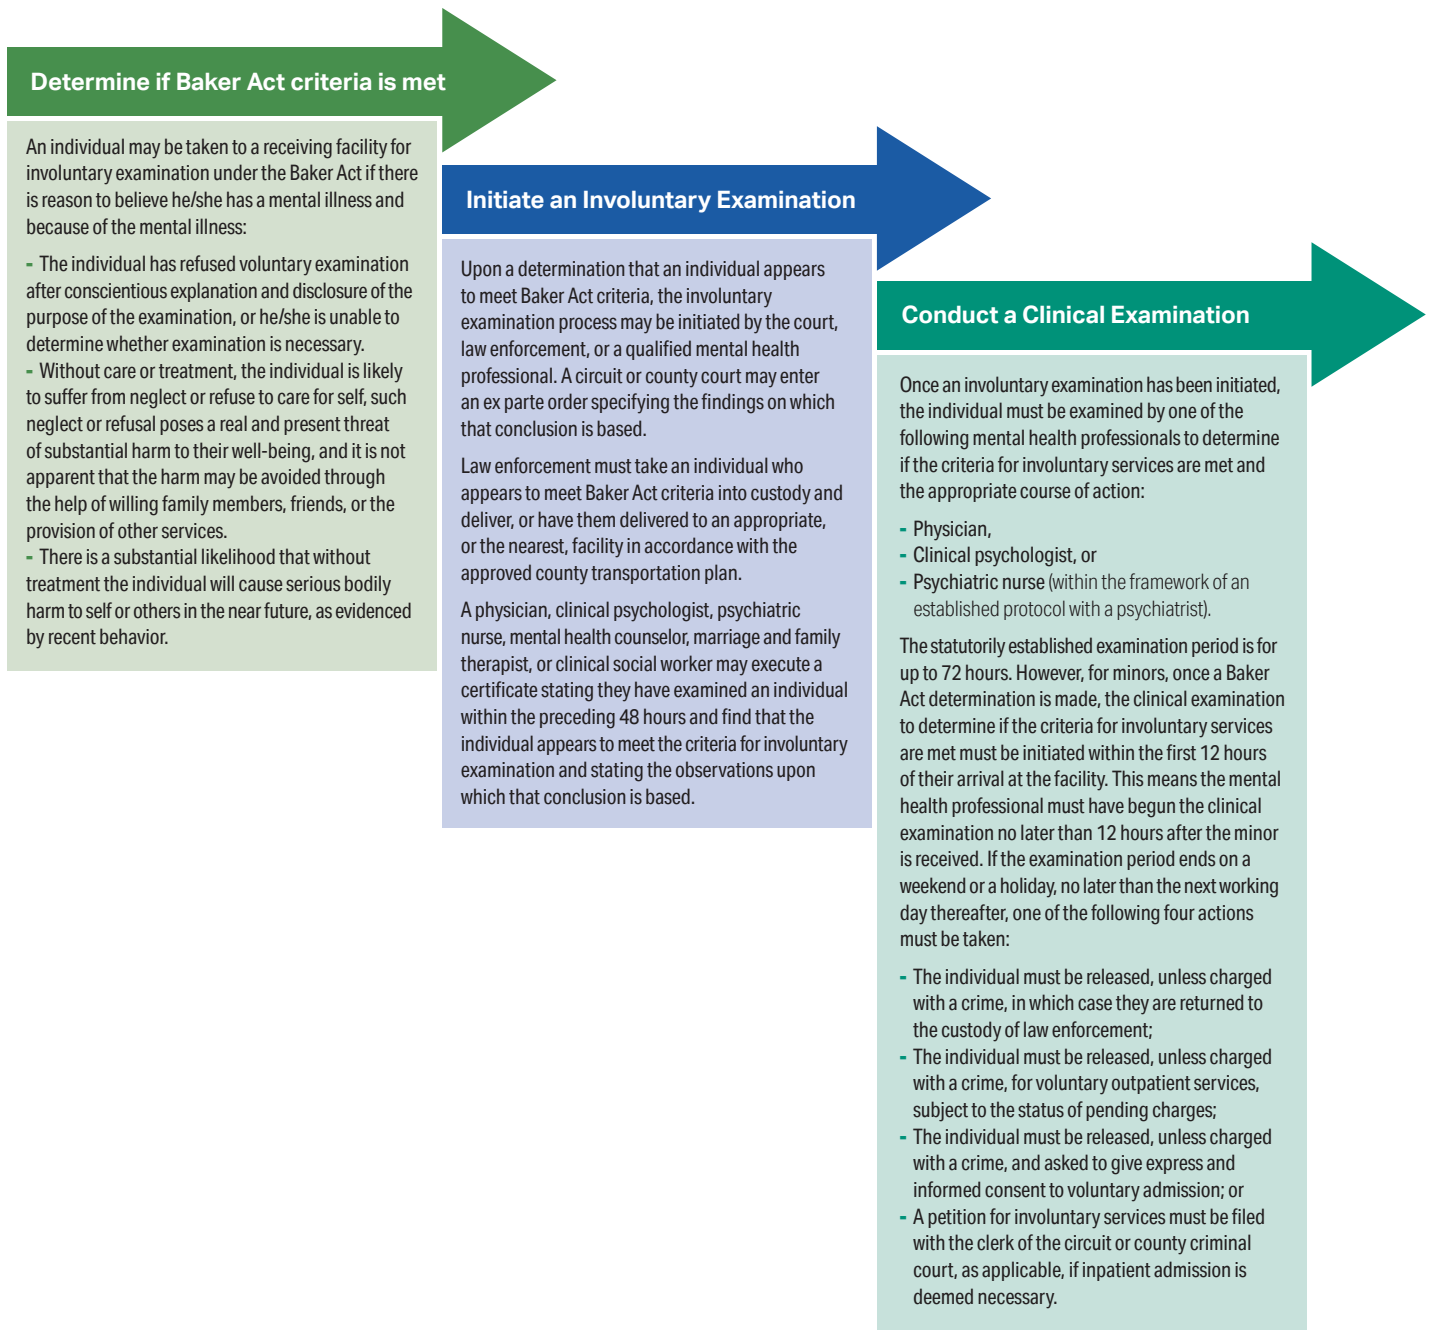 Determine if Baker Act criteria is met
An individual may be taken to a receiving facility for
involuntary examination under the Baker Act if there
is reason to believe he/she has a mental illness and
because of the mental illness:
- The individual has refused voluntary examination
after conscientious explanation and disclosure of the
purpose of the examination, or he/she is unable to
determine whether examination is necessary.
- Without care or treatment, the individual is likely
to suffer from neglect or refuse to care for self, such
neglect or refusal poses a real and present threat
of substantial harm to their well-being, and it is not
apparent that the harm may be avoided through
the help of willing family members, friends, or the
provision of other services.
- There is a substantial likelihood that without
treatment the individual will cause serious bodily
harm to self or others in the near future, as evidenced
by recent behavior.
Initiate an Involuntary Examination
Upon a determination that an individual appears
to meet Baker Act criteria, the involuntary
examination process may be initiated by the court,
law enforcement, or a qualified mental health
professional. A circuit or county court may enter
an ex parte order specifying the findings on which
that conclusion is based.
Law enforcement must take an individual who
appears to meet Baker Act criteria into custody and
deliver, or have them delivered to an appropriate,
or the nearest, facility in accordance with the
approved county transportation plan.
A physician, clinical psychologist, psychiatric
nurse, mental health counselor, marriage and family
therapist, or clinical social worker may execute a
certificate stating they have examined an individual
within the preceding 48 hours and find that the
individual appears to meet the criteria for involuntary
examination and stating the observations upon
which that conclusion is based.
Conduct a Clinical Examination
Once an involuntary examination has been initiated,
the individual must be examined by one of the
following mental health professionals to determine
if the criteria for involuntary services are met and
the appropriate course of action:
- Physician,
- Clinical psychologist, or
- Psychiatric nurse (within the framework of an
established protocol with a psychiatrist).
The statutorily established examination period is for
up to 72 hours. However, for minors, once a Baker
Act determination is made, the clinical examination
to determine if the criteria for involuntary services
are met must be initiated within the first 12 hours
of their arrival at the facility. This means the mental
health professional must have begun the clinical
examination no later than 12 hours after the minor
is received. If the examination period ends on a
weekend or a holiday, no later than the next working
day thereafter, one of the following four actions
must be taken:
- The individual must be released, unless charged
with a crime, in which case they are returned to
the custody of law enforcement;
- The individual must be released, unless charged
with a crime, for voluntary outpatient services,
subject to the status of pending charges;
- The individual must be released, unless charged
with a crime, and asked to give express and
informed consent to voluntary admission; or
- A petition for involuntary services must be filed
with the clerk of the circuit or county criminal
court, as applicable, if inpatient admission is
deemed necessary.